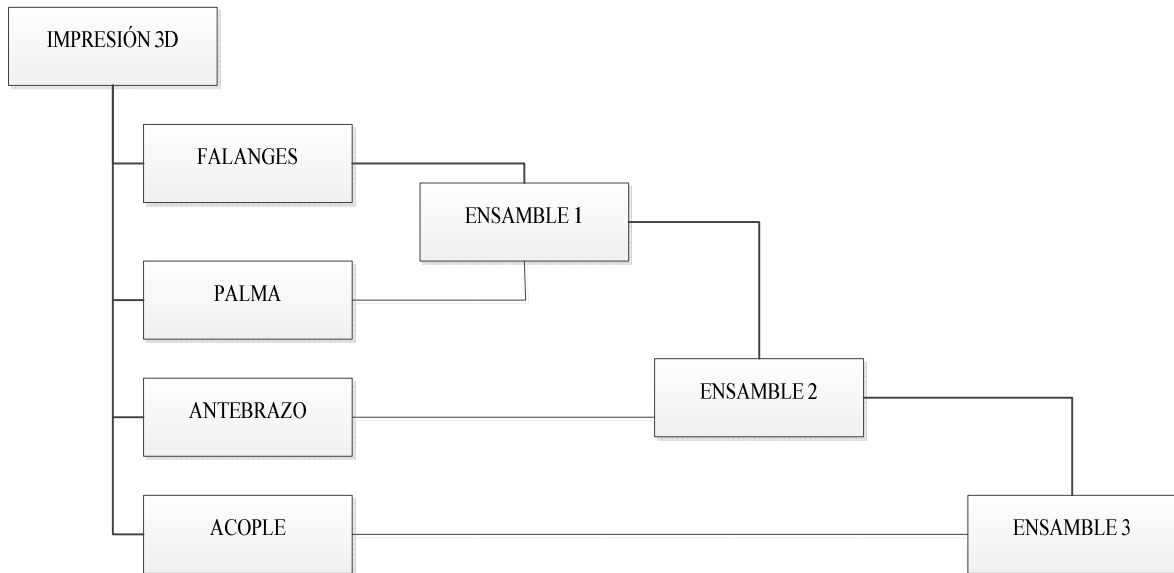 IMPRESIÓN 3D
FALANGES
ENSAMBLE 1
PALMA
ENSAMBLE 2
ANTEBRAZO
ACOPLE
ENSAMBLE 3